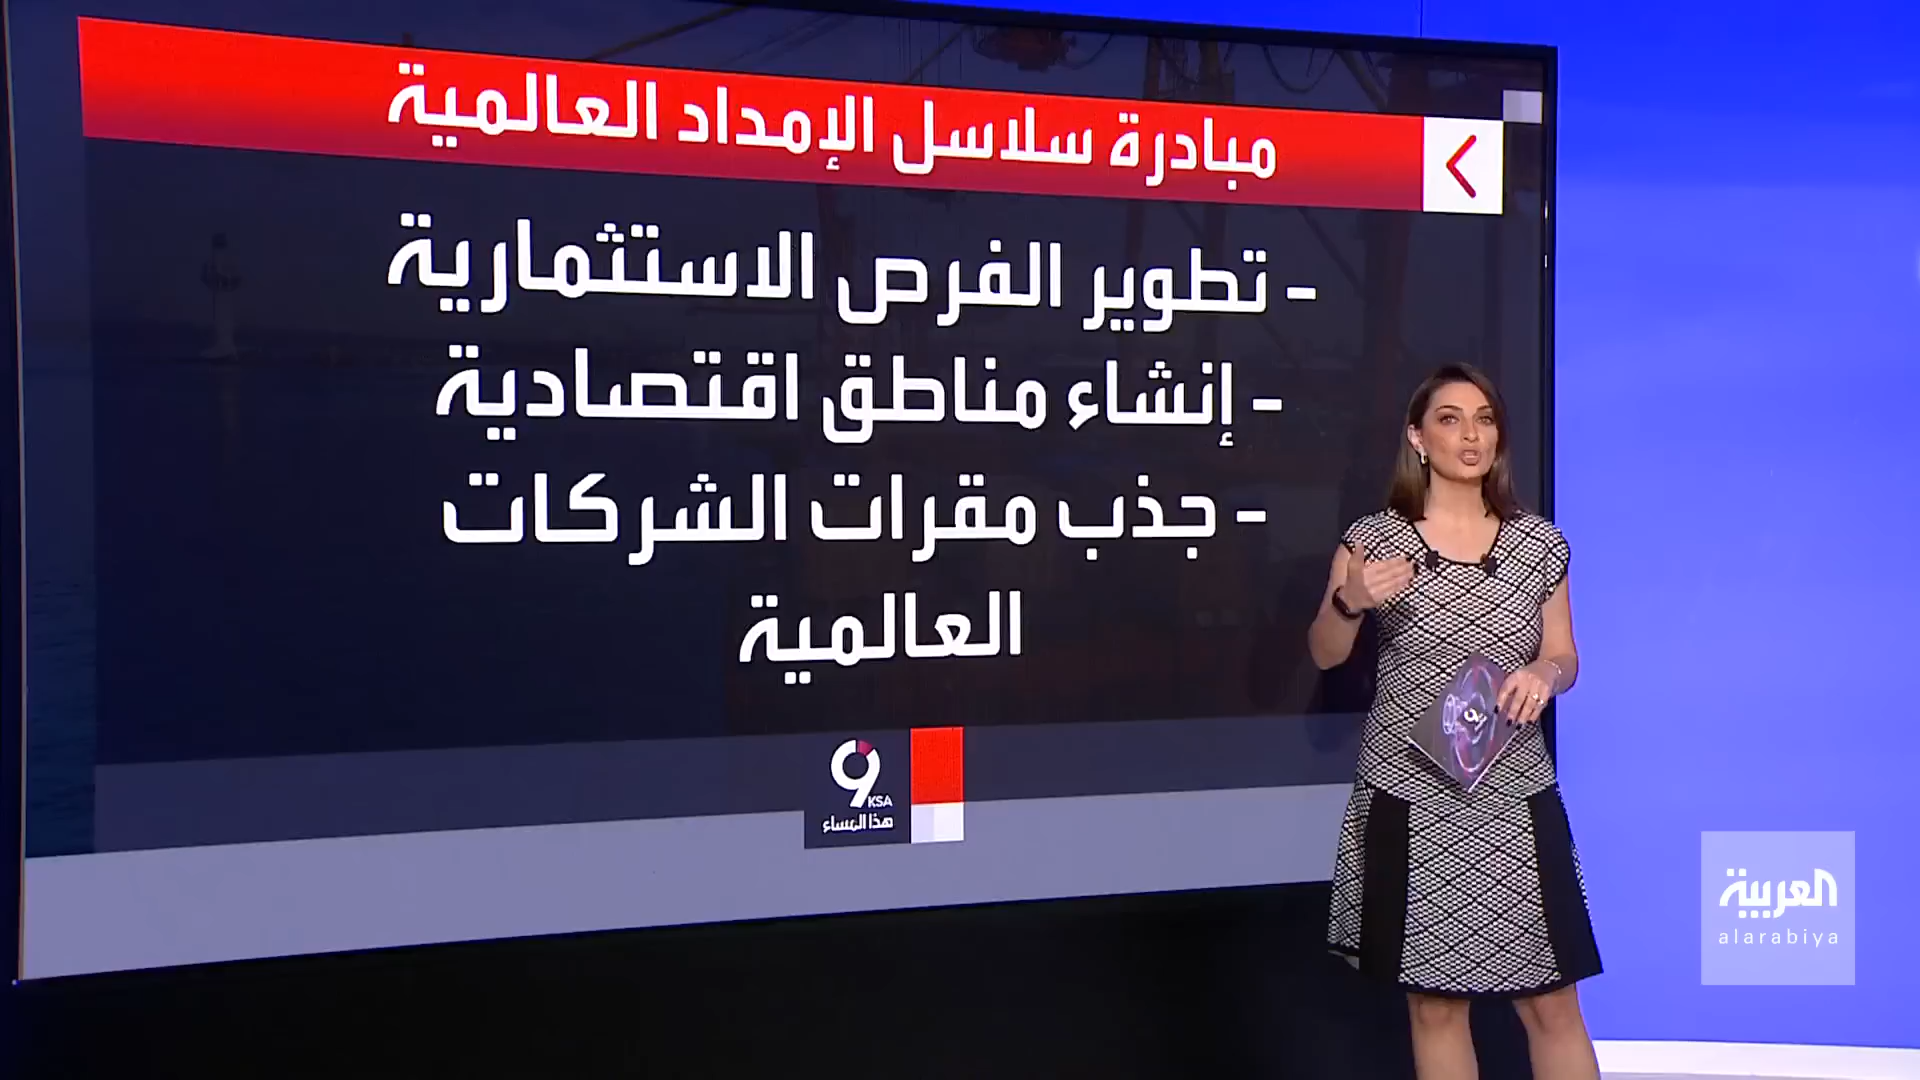 مبادرة سلاسل الإمداد العالمية
- تطوير الفرص الاستثمارية
- إنشاء مناطق اقتصادية
- جذب مقرات الشركات
العالمية
9
KSA
هذا المساء
9
العربية
alarabiya